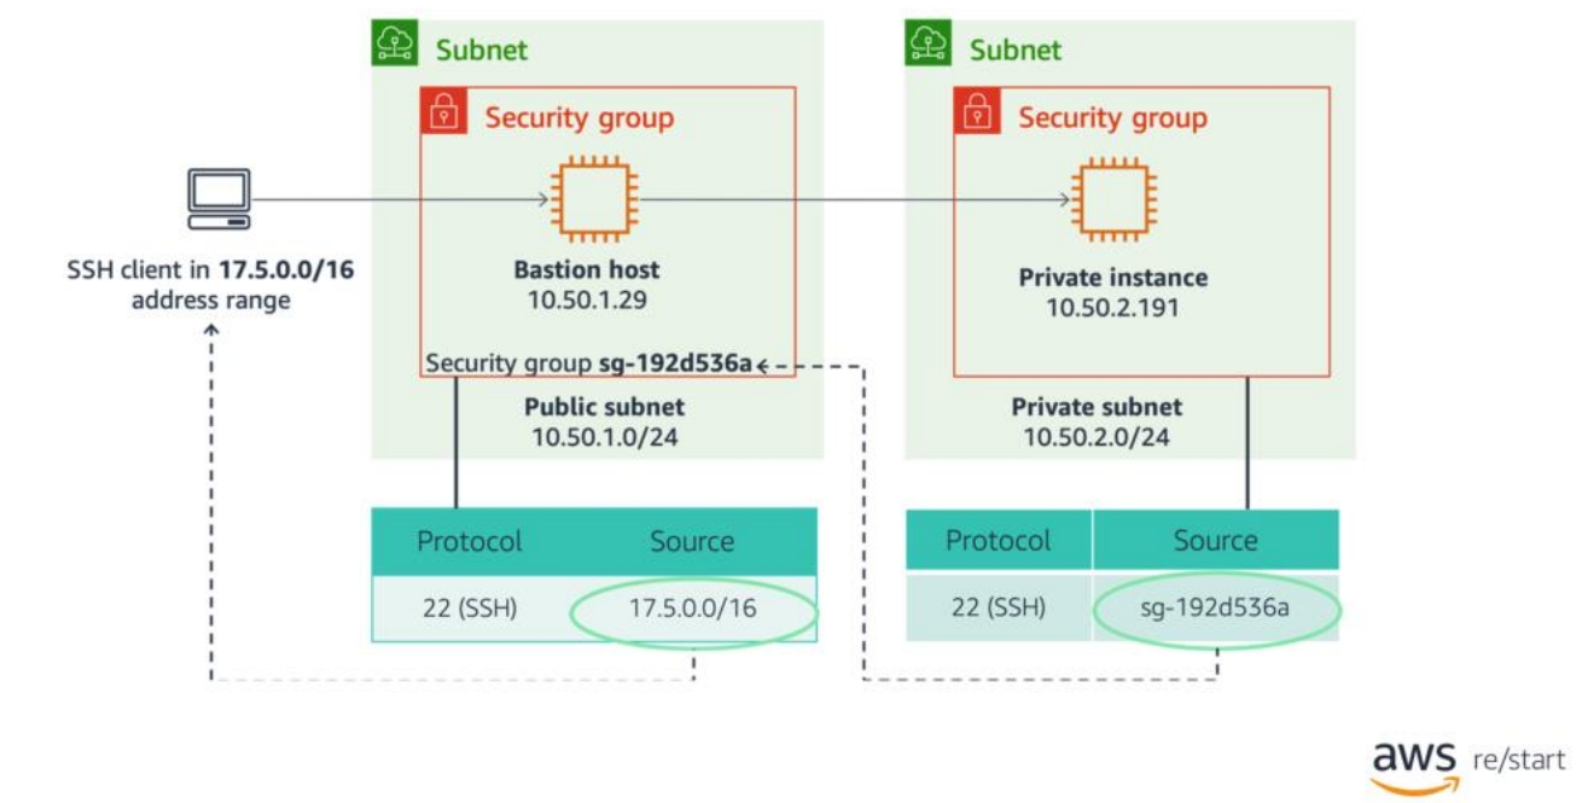 Subnet
Security group
SSH client in 17.5.0.0/16
address range
Bastion host
10.50.1.29
Security group sg-192d536a
Public subnet
10.50.1.0/24
Protocol Source
22 (SSH) 17.5.0.0/16
Subnet
Security group
Private instance
10.50.2.191
Private subnet
10.50.2.0/24
Protocol Source
22 (SSH) sg-192d536a
aws re/start